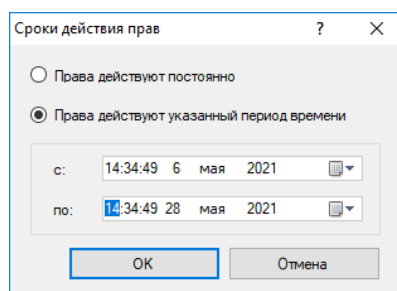 Сроки действия прав ?
Права действуют постоянно
Права действуют указанный период времени
с: 14:34:49 6 мая 2021
по: 14:34:49 28 мая 2021
OK Отмена